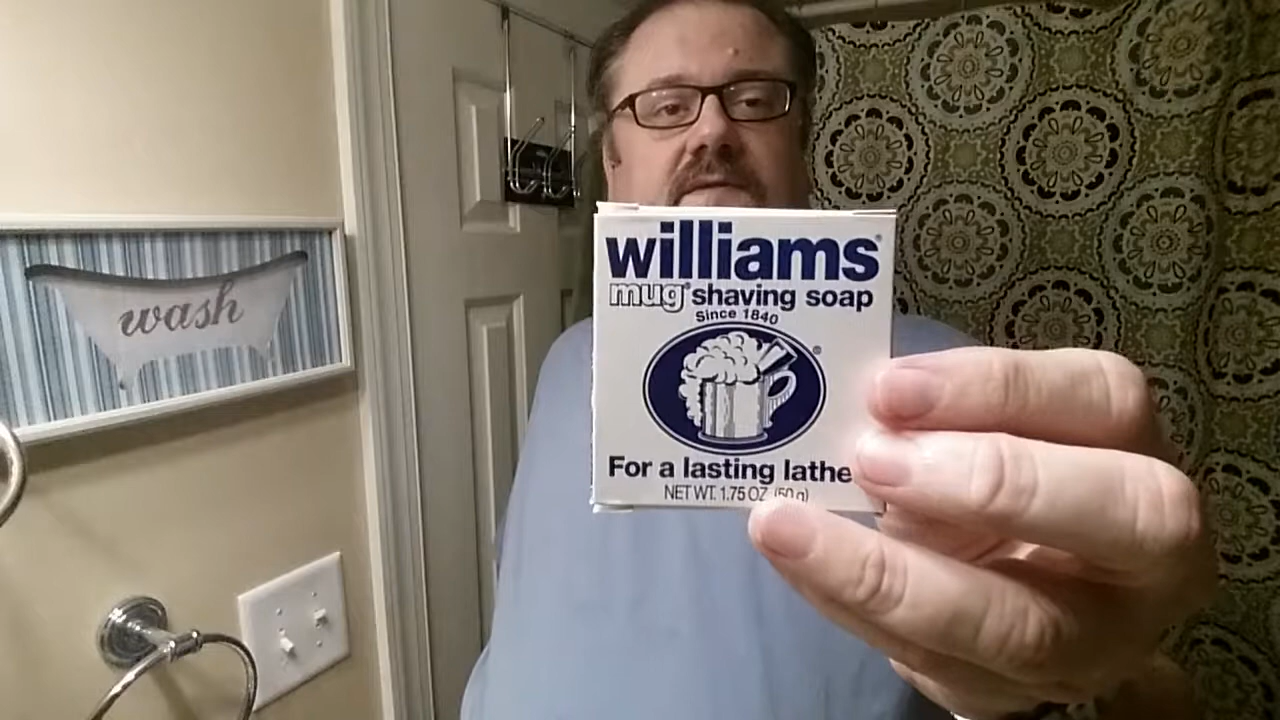 wash
williams®
mug® shaving soap
Since 1840
®
For a lasting lathe
NET WT. 1.75 OZ (50 g)